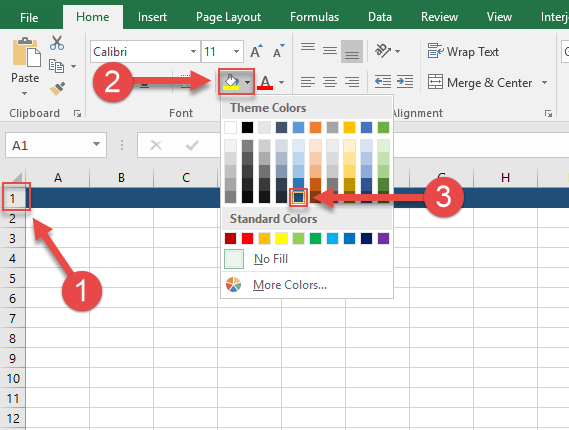 File Home Insert Page Layout Formulas Data Review View Inter
Calibri 11 A A Wrap Text
Paste
U A Merge & Center
Clipboard Font Alignment
2
Theme Colors
A1
A B C G H
1
2
3
4
5
6
7
8
9
10
11
12
3
Standard Colors
No Fill
More Colors...
1